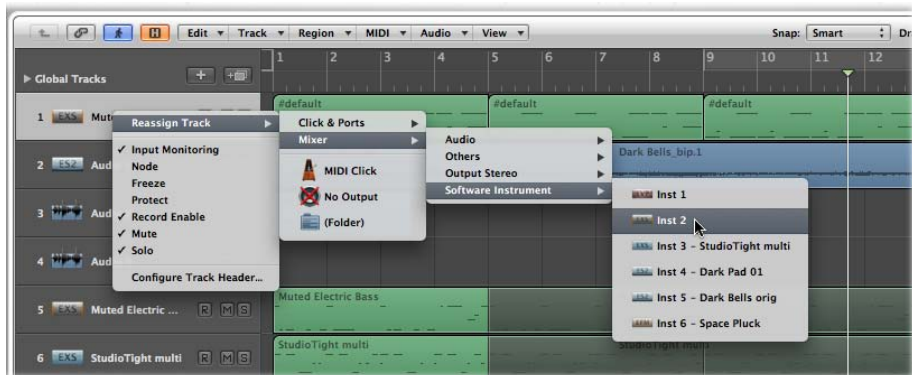 Edit Track Region MIDI Audio View Snap: Smart Dr
Global Tracks
1 2 3 4 5 6 7 8 9 10 11 12
#default #default #default
1 EXS Mute
Reassign Track
Input Monitoring
Node
Freeze
Protect
Record Enable
Mute
Solo
Configure Track Header...
Click & Ports
Mixer
MIDI Click
No Output
(Folder)
Audio
Others
Output Stereo
Software Instrument
Inst 1
Inst 2
Inst 3 - StudioTight multi
Inst 4 - Dark Pad 01
Inst 5 - Dark Bells orig
Inst 6 - Space Pluck
2 ES2 Aud
Dark Bells_bip.1
3 Aud
4 Aud
5 EXS Muted Electric ... R M S
Muted Electric Bass
6 EXS StudioTight multi R M S
StudioTight multi
StudioTight multi